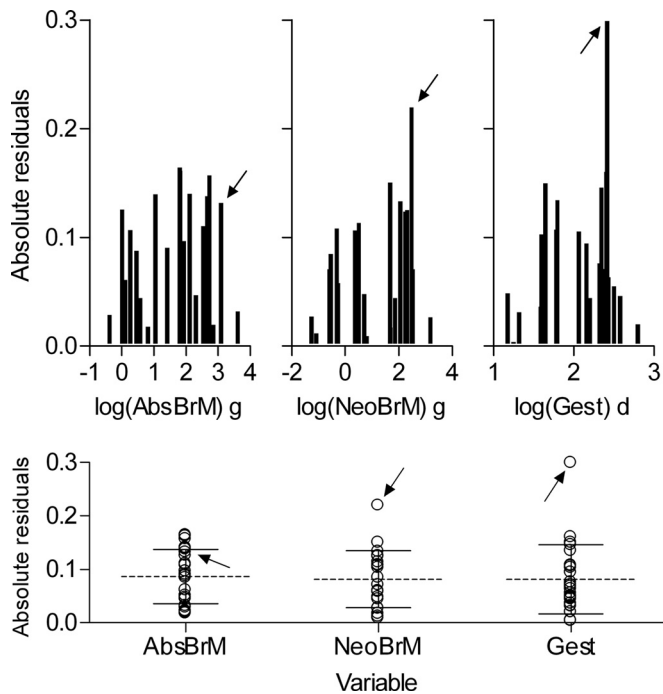 Absolute residuals
0.3
0.2
0.1
0.0
-1 0 1 2 3 4
-2 0 2 4
1 2 3
log(AbsBrM) g
log(NeoBrM) g
log(Gest) d
Absolute residuals
0.3
0.2
0.1
0.0
AbsBrM
NeoBrM
Gest
Variable